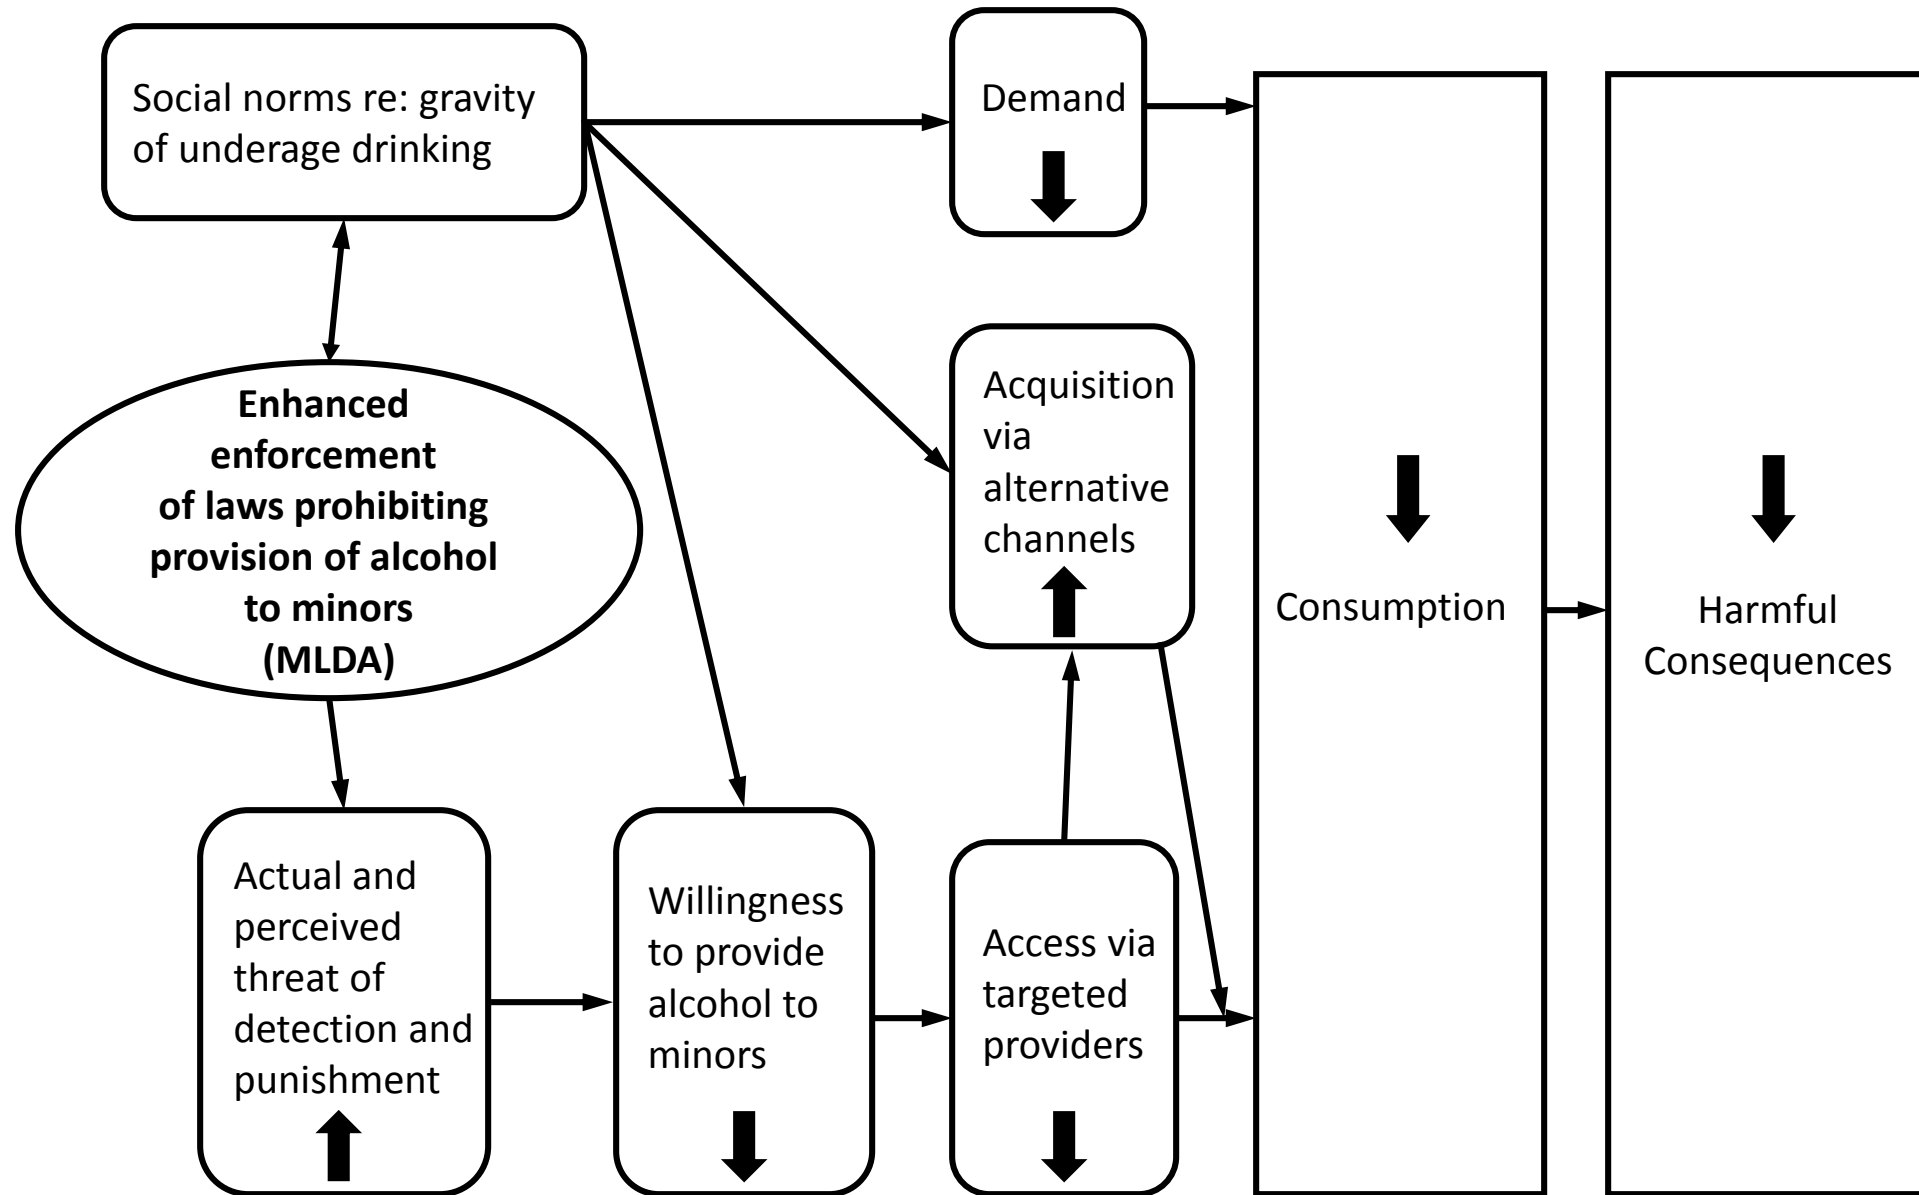 Social norms re: gravity
of underage drinking
Demand
Enhanced
enforcement
of laws prohibiting
provision of alcohol
to minors
(MLDA)
Acquisition
via
alternative
channels
Consumption
Harmful
Consequences
Actual and
perceived
threat of
detection and
punishment
Willingness
to provide
alcohol to
minors
Access via
targeted
providers